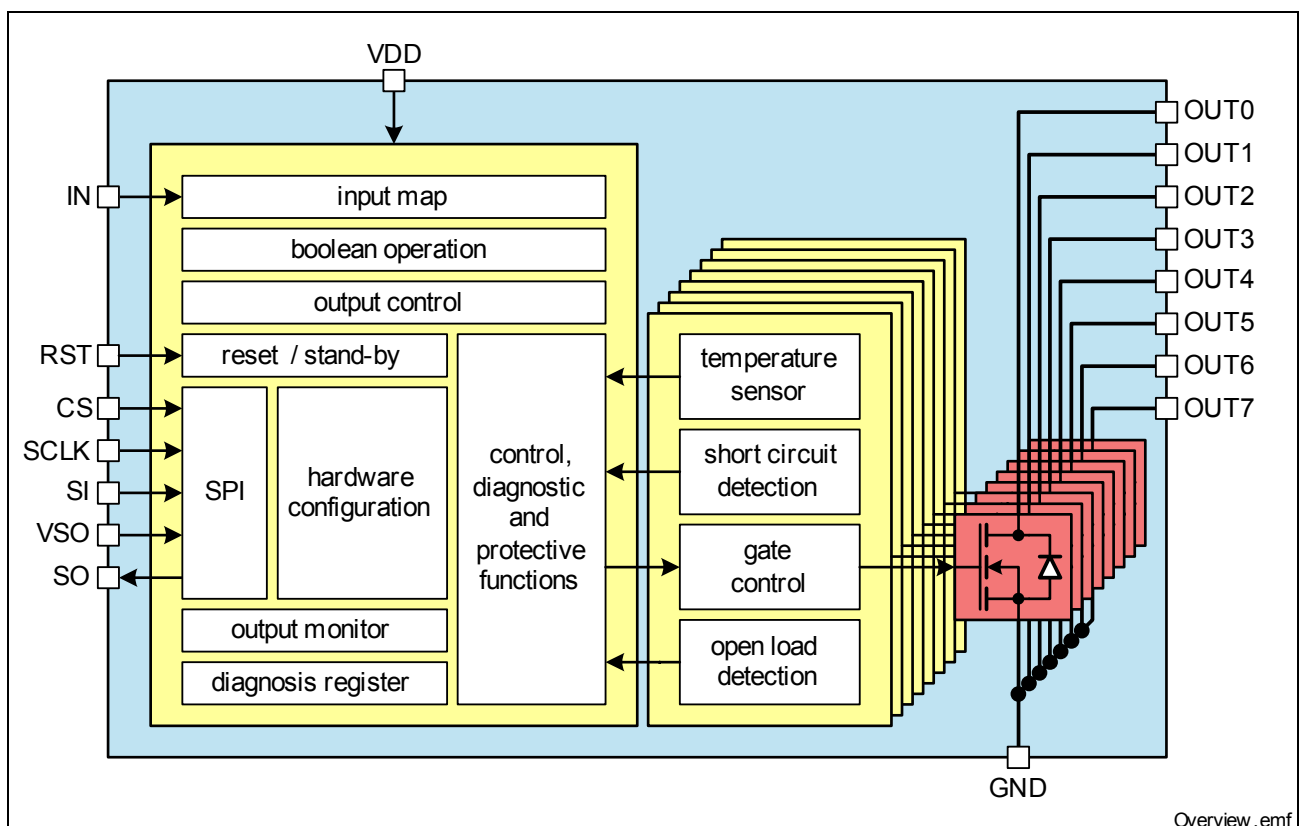 VDD
OUT0
OUT1
OUT2
OUT3
OUT4
OUT5
OUT6
OUT7
IN
RST
CS
SCLK
SI
VSO
SO
input map
boolean operation
output control
reset / stand-by
SPI
hardware
configuration
control,
diagnostic
and
protective
functions
output monitor
diagnosis register
temperature
sensor
short circuit
detection
gate
control
open load
detection
GND
Overview.emf